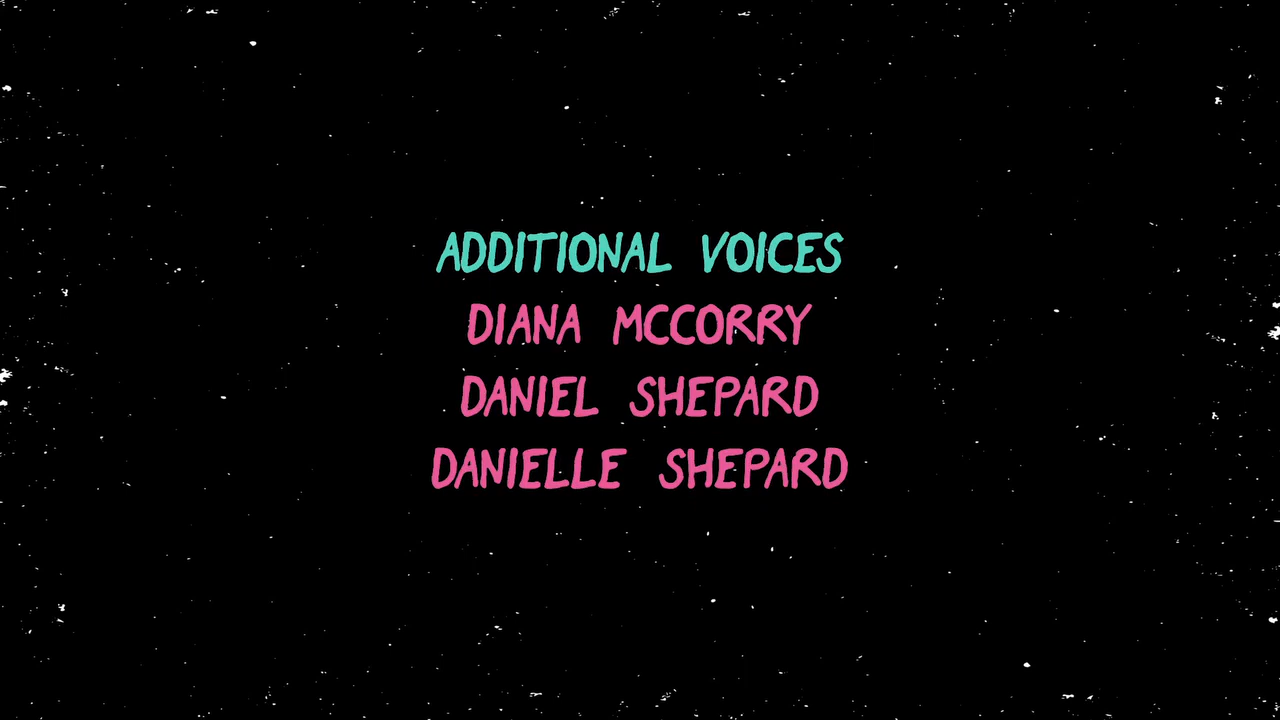 ADDITIONAL VOICES
DIANA MCCORRY
DANIEL SHEPARD
DANIELLE SHEPARD